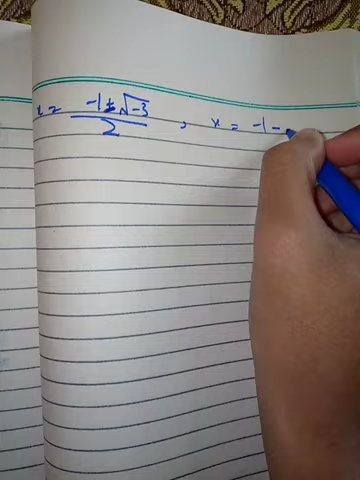 x = -1 ± √-3 / 2 , x = -1 -